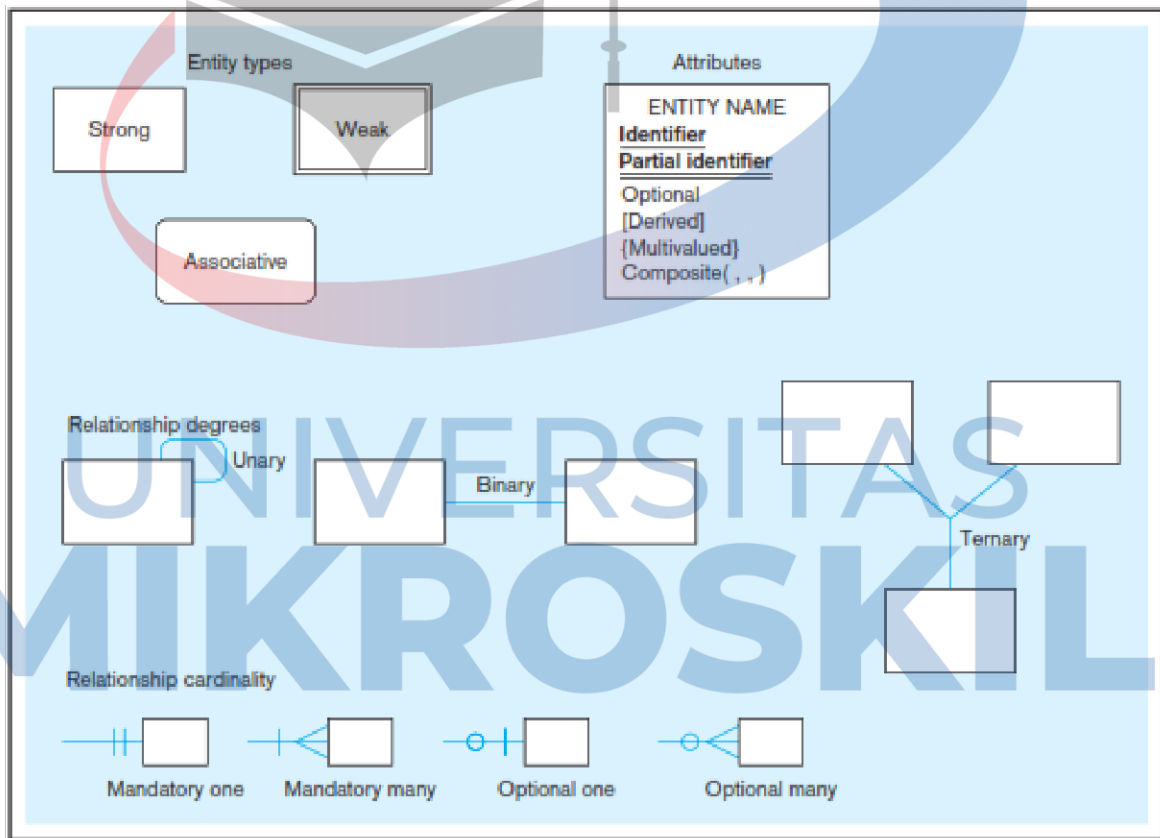 Entity types
Attributes
Strong
Weak
Associative
ENTITY NAME
Identifier
Partial identifier
Optional
[Derived]
{Multivalued}
Composite( , , )
Relationship degrees
Unary
Binary
Ternary
UNIVERSITAS
MIKROSKIL
Relationship cardinality
Mandatory one
Mandatory many
Optional one
Optional many